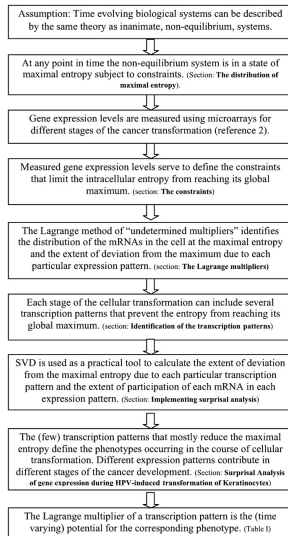 Assumption: Time evolving biological systems can be described
by the same theory as inanimate, non-equilibrium, systems.
At any point in time the non-equilibrium system is in a state of
maximal entropy subject to constraints. (Section: The distribution of
maximal entropy).
Gene expression levels are measured using microarrays for
different stages of the cancer transformation (reference 2).
Measured gene expression levels serve to define the constraints
that limit the intracellular entropy from reaching its global
maximum. (section: The constraints)
The Lagrange method of “undetermined multipliers” identifies
the distribution of the mRNAs in the cell at the maximal entropy
and the extent of deviation from the maximum due to each
particular expression pattern. (section: The Lagrange multipliers)
Each stage of the cellular transformation can include several
transcription patterns that prevent the entropy from reaching its
global maximum. (section: Identification of the transcription patterns)
SVD is used as a practical tool to calculate the extent of deviation
from the maximal entropy due to each particular transcription
pattern and the extent of participation of each mRNA in each
expression pattern. (Section: Implementing surprisal analysis)
The (few) transcription patterns that mostly reduce the maximal
entropy define the phenotypes occurring in the course of cellular
transformation. Different expression patterns contribute in
different stages of the cancer development. (Section: Surprisal Analysis
of gene expression during HPV-induced transformation of Keratinocytes)
The Lagrange multiplier of a transcription pattern is the (time
varying) potential for the corresponding phenotype. (Table I)